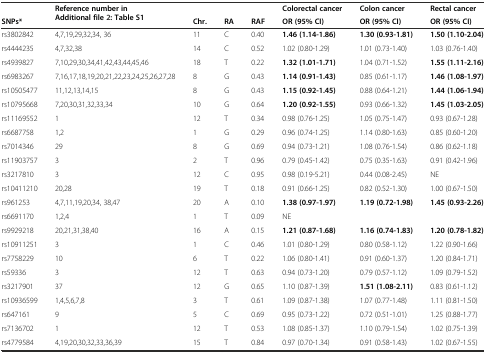 Reference number in Additional file 2: Table S1 Colorectal cancer Colon cancer Rectal cancer
SNPs* Chr. RA RAF OR (95% CI) OR (95% CI) OR (95% CI)
rs3802842 4,7,19,29,32,34, 36 11 C 0.40 1.46 (1.14-1.86) 1.30 (0.93-1.81) 1.50 (1.10-2.04)
rs4444235 4,7,32,38 14 C 0.52 1.02 (0.80-1.29) 1.01 (0.73-1.40) 1.03 (0.76-1.40)
rs4939827 7,10,29,30,34,41,42,43,44,45,46 18 T 0.22 1.32 (1.01-1.71) 1.04 (0.71-1.52) 1.55 (1.11-2.16)
rs6983267 7,16,17,18,19,20,21,22,23,24,25,26,27,28 8 G 0.43 1.14 (0.91-1.43) 0.85 (0.61-1.17) 1.46 (1.08-1.97)
rs10505477 11,12,13,14,15 8 G 0.43 1.15 (0.92-1.45) 0.88 (0.64-1.21) 1.44 (1.06-1.94)
rs10795668 7,20,30,31,32,33,34 10 G 0.64 1.20 (0.92-1.55) 0.93 (0.66-1.32) 1.45 (1.03-2.05)
rs11169552 1 12 T 0.34 0.98 (0.76-1.25) 1.05 (0.75-1.47) 0.93 (0.67-1.28)
rs6687758 1,2 1 G 0.29 0.96 (0.74-1.25) 1.14 (0.80-1.63) 0.85 (0.60-1.20)
rs7014346 29 8 G 0.69 0.94 (0.73-1.21) 1.08 (0.76-1.54) 0.86 (0.62-1.18)
rs11903757 3 2 T 0.96 0.79 (0.45-1.42) 0.75 (0.35-1.63) 0.91 (0.42-1.96)
rs3217810 3 12 C 0.95 0.98 (0.19-5.21) 0.44 (0.08-2.45) NE
rs10411210 20,28 19 T 0.18 0.91 (0.66-1.25) 0.82 (0.52-1.30) 1.00 (0.67-1.50)
rs961253 4,7,11,19,20,34, 38,47 20 A 0.10 1.38 (0.97-1.97) 1.19 (0.72-1.98) 1.45 (0.93-2.26)
rs6691170 1,2,4 1 T 0.09 NE
rs9929218 20,21,31,38,40 16 A 0.15 1.21 (0.87-1.68) 1.16 (0.74-1.83) 1.20 (0.78-1.82)
rs10911251 3 1 C 0.46 1.01 (0.80-1.29) 0.80 (0.58-1.12) 1.22 (0.90-1.66)
rs7758229 10 6 T 0.22 1.06 (0.80-1.41) 0.91 (0.60-1.37) 1.20 (0.84-1.71)
rs59336 3 12 T 0.63 0.94 (0.73-1.20) 0.79 (0.57-1.12) 1.09 (0.79-1.52)
rs3217901 37 12 G 0.65 1.10 (0.87-1.39) 1.51 (1.08-2.11) 0.83 (0.61-1.12)
rs10936599 1,4,5,6,7,8 3 T 0.61 1.09 (0.87-1.38) 1.07 (0.77-1.48) 1.11 (0.81-1.50)
rs647161 9 5 C 0.69 0.95 (0.73-1.22) 0.72 (0.51-1.01) 1.25 (0.88-1.77)
rs7136702 1 12 T 0.53 1.08 (0.85-1.37) 1.10 (0.79-1.54) 1.02 (0.75-1.39)
rs4779584 4,19,20,30,32,33,36,39 15 T 0.84 0.97 (0.70-1.34) 0.91 (0.58-1.43) 1.02 (0.67-1.55)